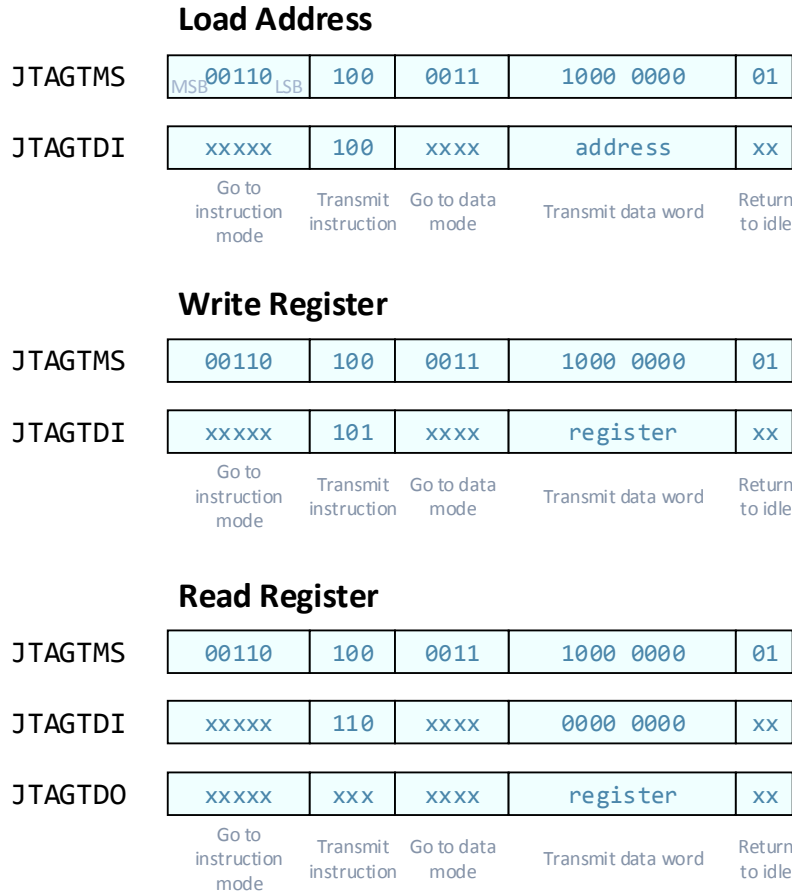 Load Address
JTAGTMS MSB 00110 LSB 100 0011 1000 0000 01
JTAGTDI xxxxx 100 xxxx address xx
Go to instruction mode Transmit instruction Go to data mode Transmit data word Return to idle
Write Register
JTAGTMS 00110 100 0011 1000 0000 01
JTAGTDI xxxxx 101 xxxx register xx
Go to instruction mode Transmit instruction Go to data mode Transmit data word Return to idle
Read Register
JTAGTMS 00110 100 0011 1000 0000 01
JTAGTDI xxxxx 110 xxxx 0000 0000 xx
JTAGTDO xxxxx xxx xxxx register xx
Go to instruction mode Transmit instruction Go to data mode Transmit data word Return to idle